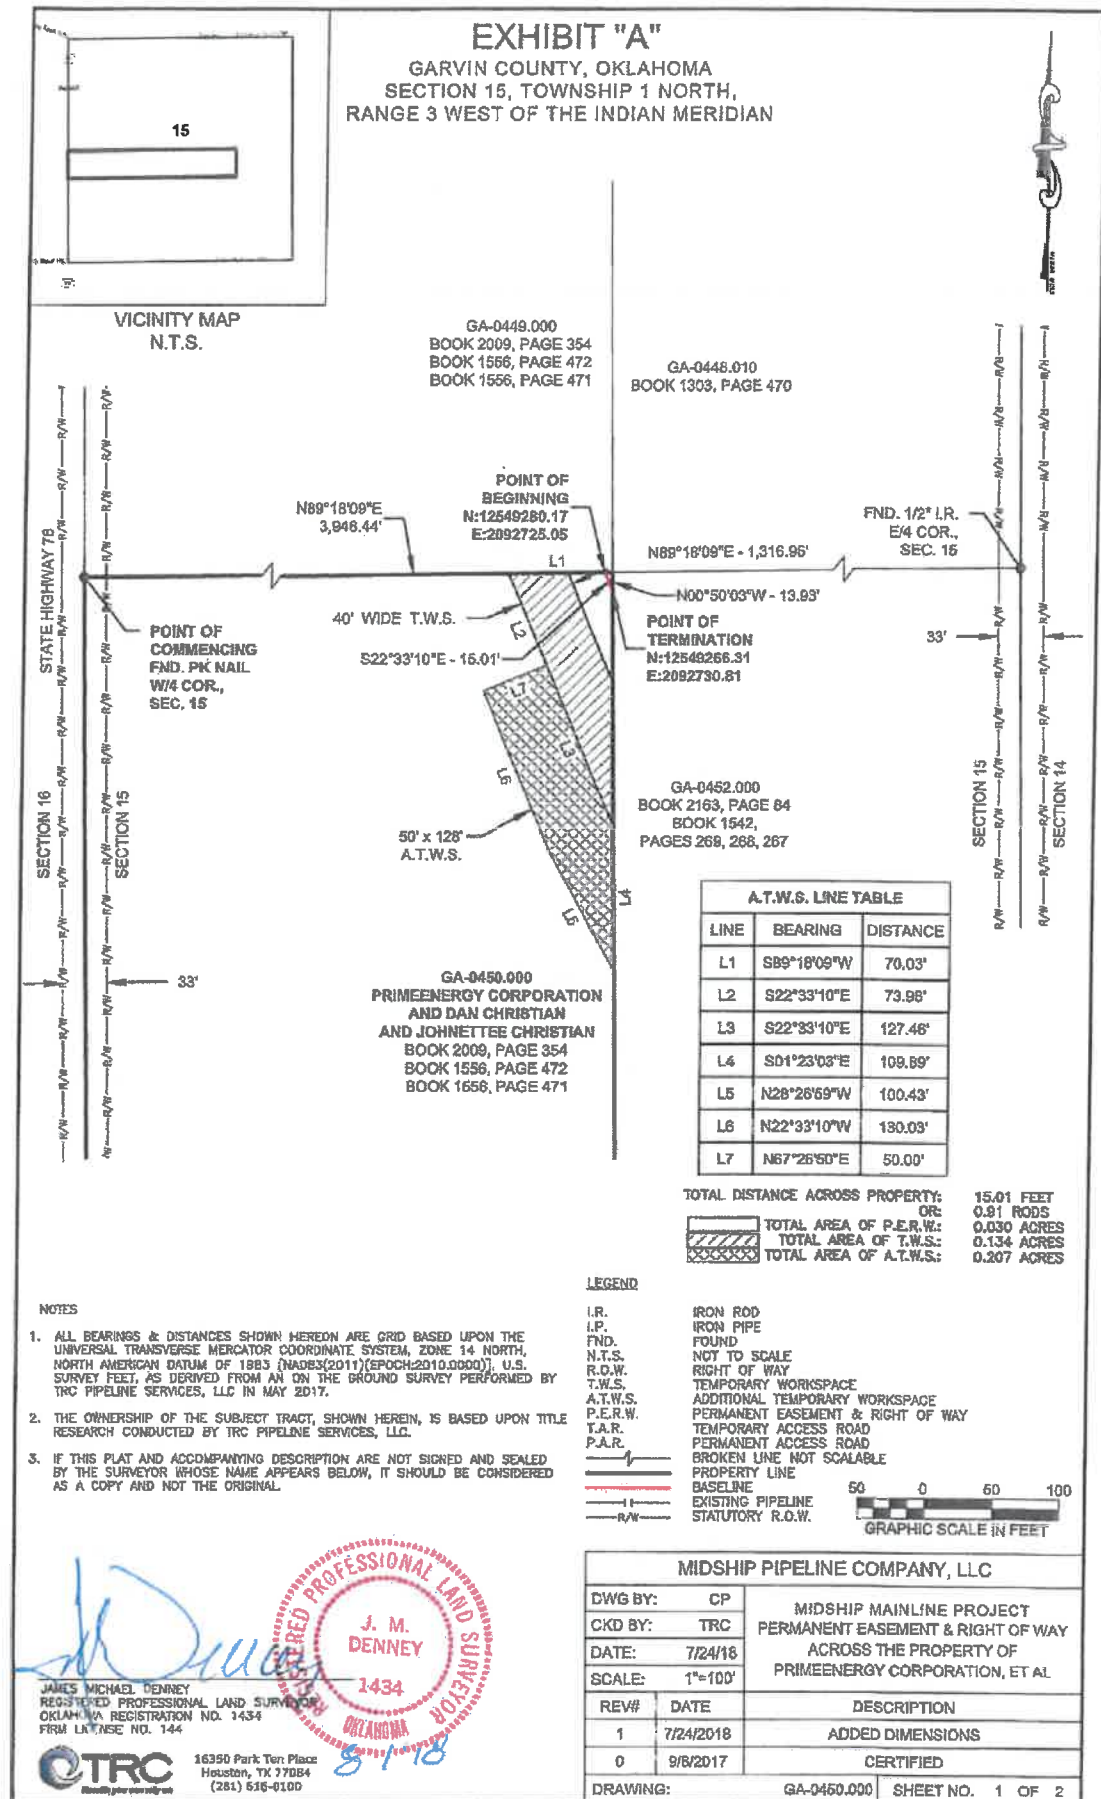 EXHIBIT "A"
GARVIN COUNTY, OKLAHOMA
SECTION 15, TOWNSHIP 1 NORTH,
RANGE 3 WEST OF THE INDIAN MERIDIAN
15
VICINITY MAP
N.T.S.
GA-0449.000
BOOK 2009, PAGE 354
BOOK 1556, PAGE 472
BOOK 1556, PAGE 471
GA-0448.010
BOOK 1303, PAGE 470
N89°18'09"E
3,946.44'
POINT OF
BEGINNING
N:12549280.17
E:2092725.05
FND. 1/2" I.R.
E/4 COR.,
SEC. 15
L1
N89°18'09"E - 1,316.96'
40' WIDE T.W.S.
L2
S22°33'10"E - 15.01'
N00°50'03"W - 13.93'
POINT OF
TERMINATION
N:12549266.31
E:2092730.81
STATE HIGHWAY 76
POINT OF
COMMENCING
FND. PK NAIL
W/4 COR.,
SEC. 15
33'
L7
L3
L6
GA-0452.000
BOOK 2163, PAGE 84
BOOK 1542,
PAGES 269, 268, 267
50' x 128'
A.T.W.S.
L4
L5
SECTION 16
SECTION 15
SECTION 15
SECTION 14
R/W
33'
GA-0450.000
PRIMEENERGY CORPORATION
AND DAN CHRISTIAN
AND JOHNETTEE CHRISTIAN
BOOK 2009, PAGE 354
BOOK 1556, PAGE 472
BOOK 1556, PAGE 471
A.T.W.S. LINE TABLE
LINE BEARING DISTANCE
L1 S89°18'09"W 70.03'
L2 S22°33'10"E 73.98'
L3 S22°33'10"E 127.46'
L4 S01°23'03"E 109.89'
L5 N28°26'59"W 100.43'
L6 N22°33'10"W 130.03'
L7 N67°26'50"E 50.00'
TOTAL DISTANCE ACROSS PROPERTY: 15.01 FEET
OR: 0.91 RODS
TOTAL AREA OF P.E.R.W.: 0.030 ACRES
TOTAL AREA OF T.W.S.: 0.134 ACRES
TOTAL AREA OF A.T.W.S.: 0.207 ACRES
NOTES
1. ALL BEARINGS & DISTANCES SHOWN HEREON ARE GRID BASED UPON THE
UNIVERSAL TRANSVERSE MERCATOR COORDINATE SYSTEM, ZONE 14 NORTH,
NORTH AMERICAN DATUM OF 1983 [NAD83(2011)(EPOCH:2010.0000)], U.S.
SURVEY FEET, AS DERIVED FROM AN ON THE GROUND SURVEY PERFORMED BY
TRC PIPELINE SERVICES, LLC IN MAY 2017.
2. THE OWNERSHIP OF THE SUBJECT TRACT, SHOWN HEREIN, IS BASED UPON TITLE
RESEARCH CONDUCTED BY TRC PIPELINE SERVICES, LLC.
3. IF THIS PLAT AND ACCOMPANYING DESCRIPTION ARE NOT SIGNED AND SEALED
BY THE SURVEYOR WHOSE NAME APPEARS BELOW, IT SHOULD BE CONSIDERED
AS A COPY AND NOT THE ORIGINAL.
LEGEND
I.R. IRON ROD
I.P. IRON PIPE
FND. FOUND
N.T.S. NOT TO SCALE
R.O.W. RIGHT OF WAY
T.W.S. TEMPORARY WORKSPACE
A.T.W.S. ADDITIONAL TEMPORARY WORKSPACE
P.E.R.W. PERMANENT EASEMENT & RIGHT OF WAY
T.A.R. TEMPORARY ACCESS ROAD
P.A.R. PERMANENT ACCESS ROAD
BROKEN LINE NOT SCALABLE
PROPERTY LINE
BASELINE
EXISTING PIPELINE
R/W STATUTORY R.O.W.
50 0 50 100
GRAPHIC SCALE IN FEET
REGISTERED PROFESSIONAL LAND SURVEYOR
J. M.
DENNEY
1434
OKLAHOMA
8-1-18
JAMES MICHAEL DENNEY
REGISTERED PROFESSIONAL LAND SURVEYOR
OKLAHOMA REGISTRATION NO. 1434
FIRM LICENSE NO. 144
TRC
16350 Park Ten Place
Houston, TX 77084
(281) 616-0100
MIDSHIP PIPELINE COMPANY, LLC
DWG BY: CP
CKD BY: TRC
DATE: 7/24/18
SCALE: 1"=100'
MIDSHIP MAINLINE PROJECT
PERMANENT EASEMENT & RIGHT OF WAY
ACROSS THE PROPERTY OF
PRIMEENERGY CORPORATION, ET AL
REV# DATE DESCRIPTION
1 7/24/2018 ADDED DIMENSIONS
0 9/8/2017 CERTIFIED
DRAWING: GA-0450.000 SHEET NO. 1 OF 2